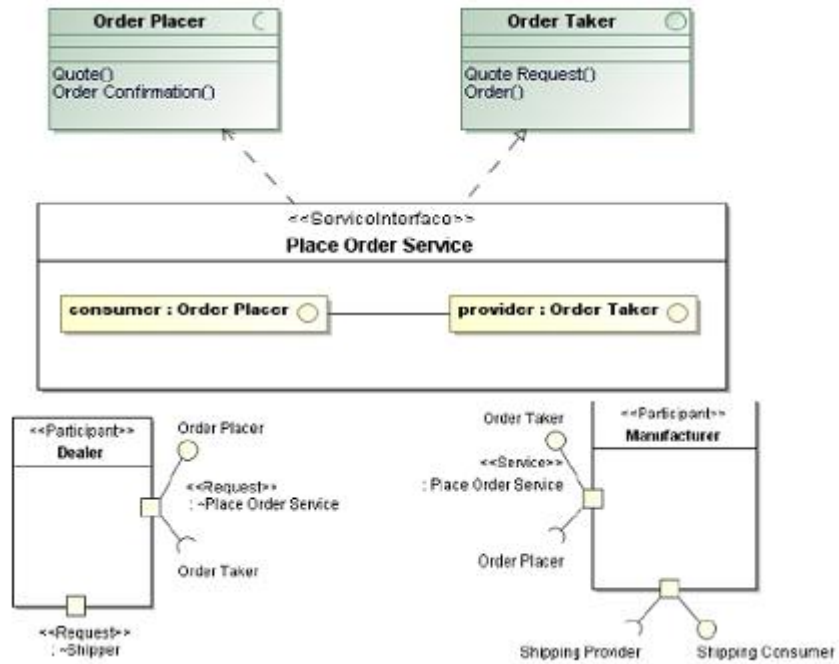 Order Placer
Quote()
Order Confirmation()
Order Taker
Quote Request()
Order()
<<ServiceInterface>>
Place Order Service
consumer : Order Placer
provider : Order Taker
<<Participant>>
Dealer
Order Placer
<<Request>>
: ~Place Order Service
Order Taker
<<Request>>
: ~Shipper
Order Taker
<<Service>>
: Place Order Service
Order Placer
<<Participant>>
Manufacturer
Shipping Provider
Shipping Consumer